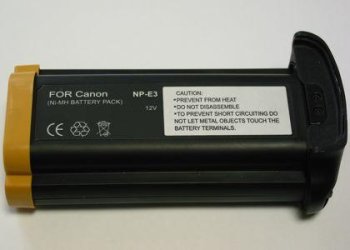 FOR Canon
(Ni-MH BATTERY PACK) NP-E3
12V
CAUTION:
•PREVENT FROM HEAT
•DO NOT DISASSEMBLE
•TO PREVENT SHORT CIRCUITING DO
NOT LET METAL OBJECTS TOUCH THE
BATTERY TERMINALS.